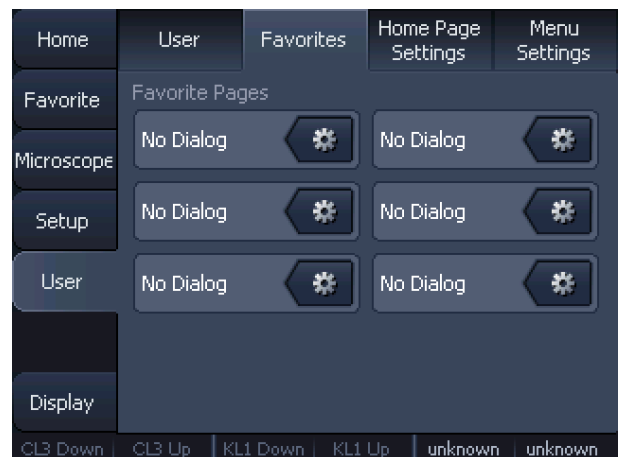 Home
User
Favorites
Home Page
Settings
Menu
Settings
Favorite
Microscope
Setup
User
Display
Favorite Pages
No Dialog
No Dialog
No Dialog
No Dialog
No Dialog
No Dialog
CL3 Down CL3 Up KL1 Down KL1 Up unknown unknown